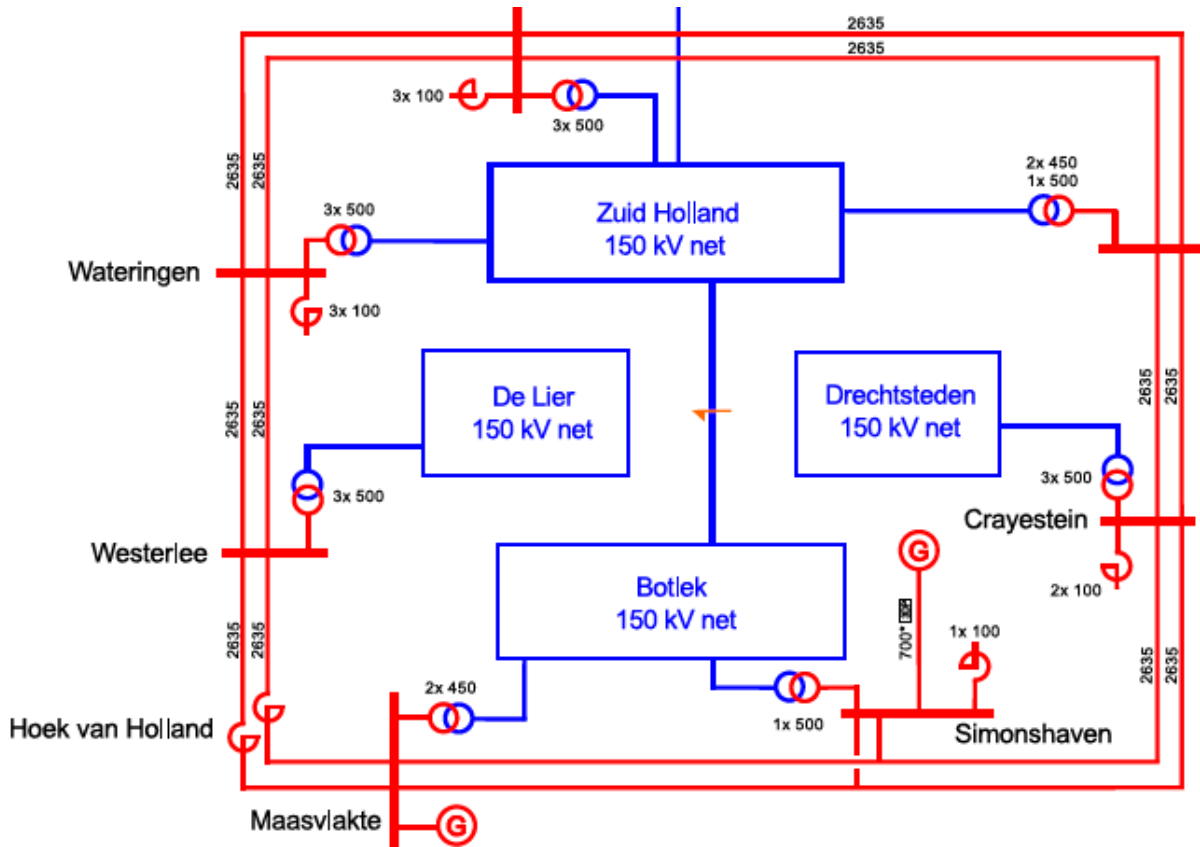 2635
2635
3x 100
3x 500
2635
2635
2x 450
1x 500
3x 500
Zuid Holland
150 kV net
Wateringen
3x 100
De Lier
150 kV net
Drechtsteden
150 kV net
2635
2635
2635
2635
3x 500
3x 500
Crayestein
Westerlee
G
Botlek
150 kV net
2x 100
700*
1x 100
2635
2635
2635
2635
2x 450
Hoek van Holland
1x 500
Simonshaven
Maasvlakte
G